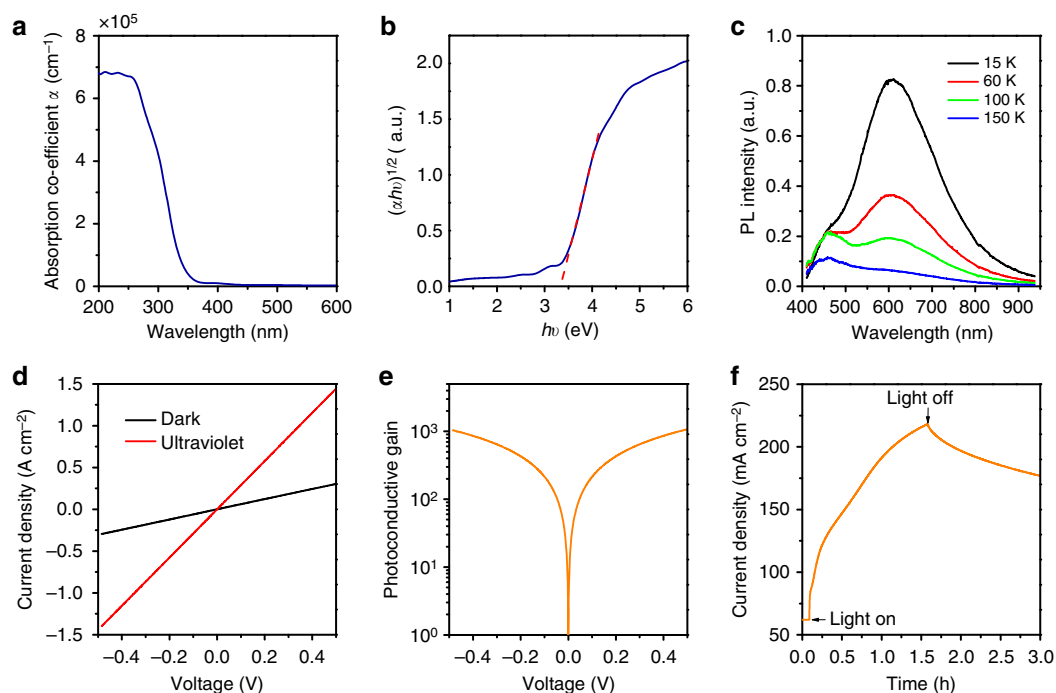 a
×10⁵
Absorption co-efficient α (cm⁻¹)
8
6
4
2
0
200 300 400 500 600
Wavelength (nm)
b
(αhυ)¹/² ( a.u.)
2.0
1.5
1.0
0.5
0.0
1 2 3 4 5 6
hυ (eV)
c
PL intensity (a.u.)
1.0
0.8
0.6
0.4
0.2
0.0
15 K
60 K
100 K
150 K
400 500 600 700 800 900
Wavelength (nm)
d
Current density (A cm⁻²)
1.5
1.0
0.5
0.0
−0.5
−1.0
−1.5
Dark
Ultraviolet
−0.4 −0.2 0.0 0.2 0.4
Voltage (V)
e
Photoconductive gain
10³
10²
10¹
10⁰
−0.4 −0.2 0.0 0.2 0.4
Voltage (V)
f
Current density (mA cm⁻²)
250
200
150
100
50
Light off
Light on
0.0 0.5 1.0 1.5 2.0 2.5 3.0
Time (h)